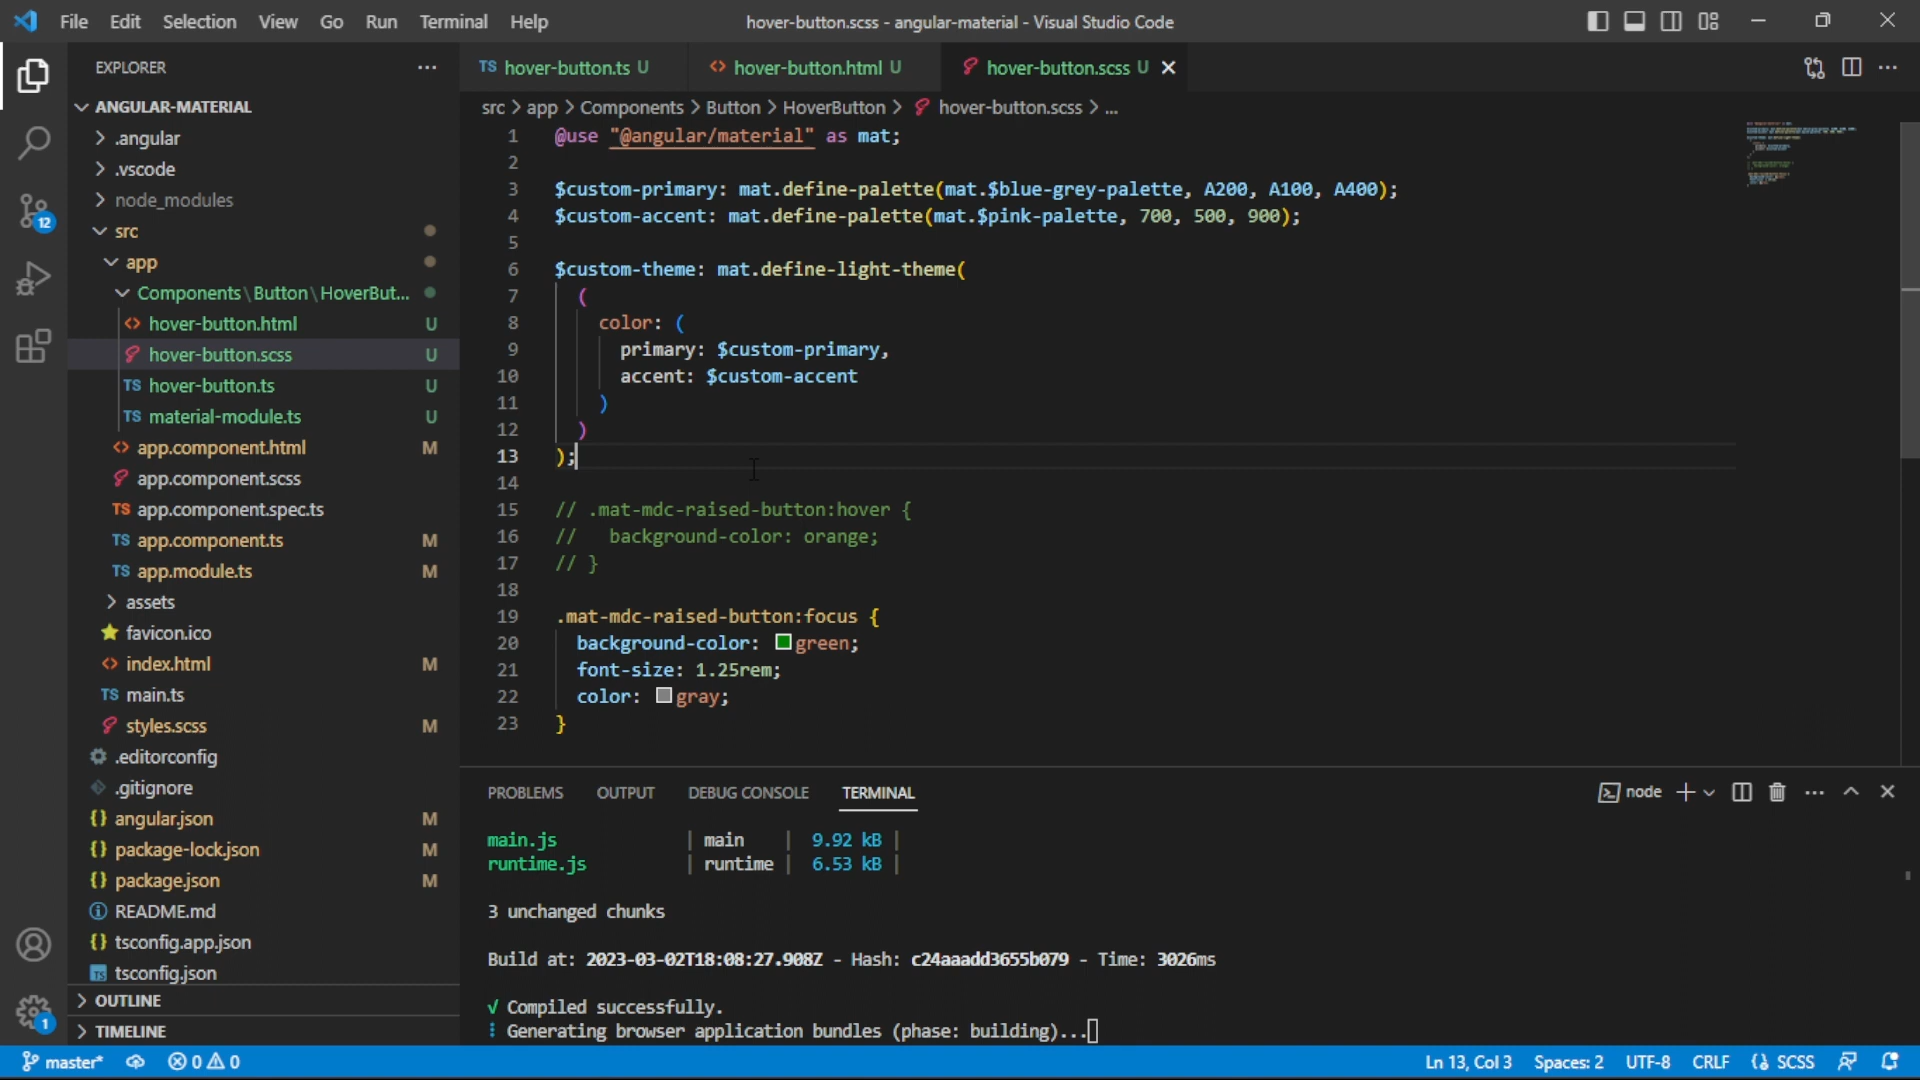 File Edit Selection View Go Run Terminal Help
hover-button.scss - angular-material - Visual Studio Code
EXPLORER
ANGULAR-MATERIAL
.angular
.vscode
node_modules
src
app
Components\Button\HoverBut...
hover-button.html U
hover-button.scss U
TS hover-button.ts U
TS material-module.ts U
app.component.html M
app.component.scss
TS app.component.spec.ts
TS app.component.ts M
TS app.module.ts M
assets
favicon.ico
index.html M
TS main.ts
styles.scss M
.editorconfig
.gitignore
{} angular.json M
{} package-lock.json M
{} package.json M
README.md
{} tsconfig.app.json
TS tsconfig.json
OUTLINE
TIMELINE
12
1
TS hover-button.ts U
hover-button.html U
hover-button.scss U
src > app > Components > Button > HoverButton > hover-button.scss > ...
1 @use "@angular/material" as mat;
2
3 $custom-primary: mat.define-palette(mat.$blue-grey-palette, A200, A100, A400);
4 $custom-accent: mat.define-palette(mat.$pink-palette, 700, 500, 900);
5
6 $custom-theme: mat.define-light-theme(
7 (
8 color: (
9 primary: $custom-primary,
10 accent: $custom-accent
11 )
12 )
13 );
14
15 // .mat-mdc-raised-button:hover {
16 //   background-color: orange;
17 // }
18
19 .mat-mdc-raised-button:focus {
20 background-color: green;
21 font-size: 1.25rem;
22 color: gray;
23 }
PROBLEMS OUTPUT DEBUG CONSOLE TERMINAL
node
main.js | main | 9.92 kB |
runtime.js | runtime | 6.53 kB |
3 unchanged chunks
Build at: 2023-03-02T18:08:27.908Z - Hash: c24aaadd3655b079 - Time: 3026ms
√ Compiled successfully.
Generating browser application bundles (phase: building)...
master* 0 0
Ln 13, Col 3 Spaces: 2 UTF-8 CRLF {} SCSS